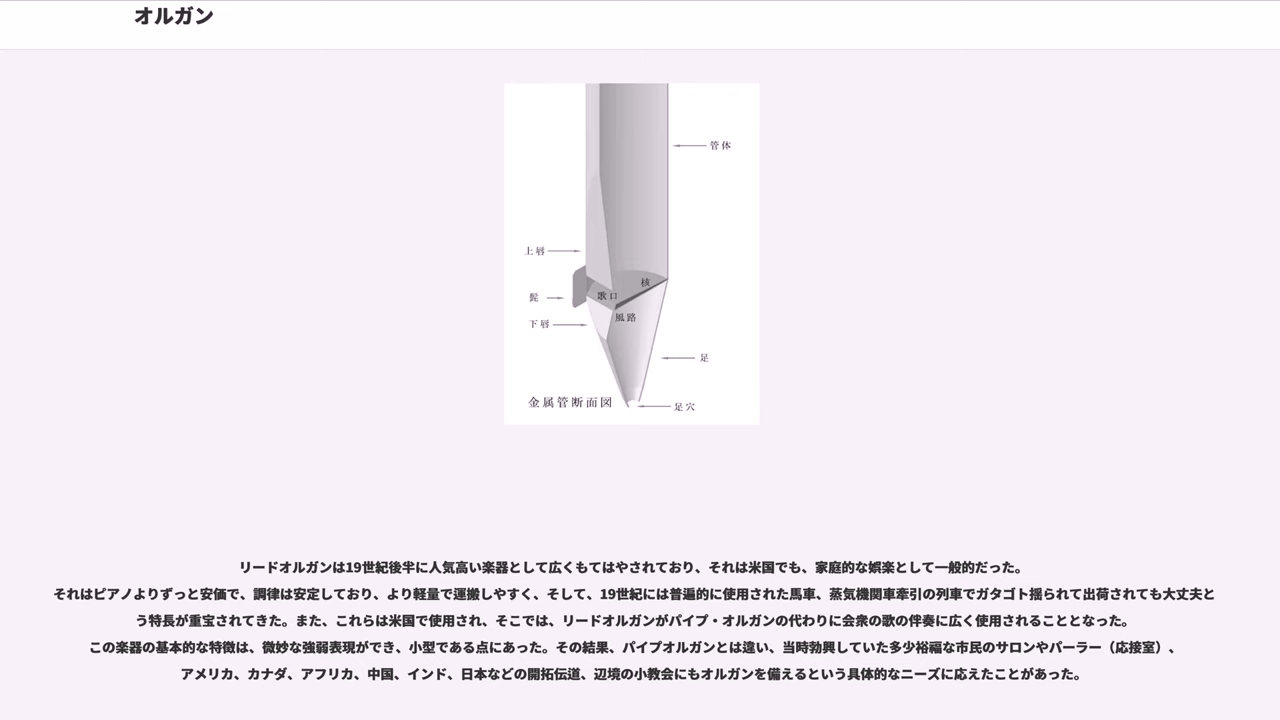 オルガン
管体
上唇
核
髭
歌口
風路
下唇
足
金属管断面図
足穴
リードオルガンは19世紀後半に人気高い楽器として広くもてはやされており、それは米国でも、家庭的な娯楽として一般的だった。
それはピアノよりずっと安価で、調律は安定しており、より軽量で運搬しやすく、そして、19世紀には普遍的に使用された馬車、蒸気機関車牽引の列車でガタゴト揺られて出荷されても大丈夫と
う特長が重宝されてきた。また、これらは米国で使用され、そこでは、リードオルガンがパイプ・オルガンの代わりに会衆の歌の伴奏に広く使用されることとなった。
この楽器の基本的な特徴は、微妙な強弱表現ができ、小型である点にあった。その結果、パイプオルガンとは違い、当時勃興していた多少裕福な市民のサロンやパーラー（応接室）、
アメリカ、カナダ、アフリカ、中国、インド、日本などの開拓伝道、辺境の小教会にもオルガンを備えるという具体的なニーズに応えたことがあった。